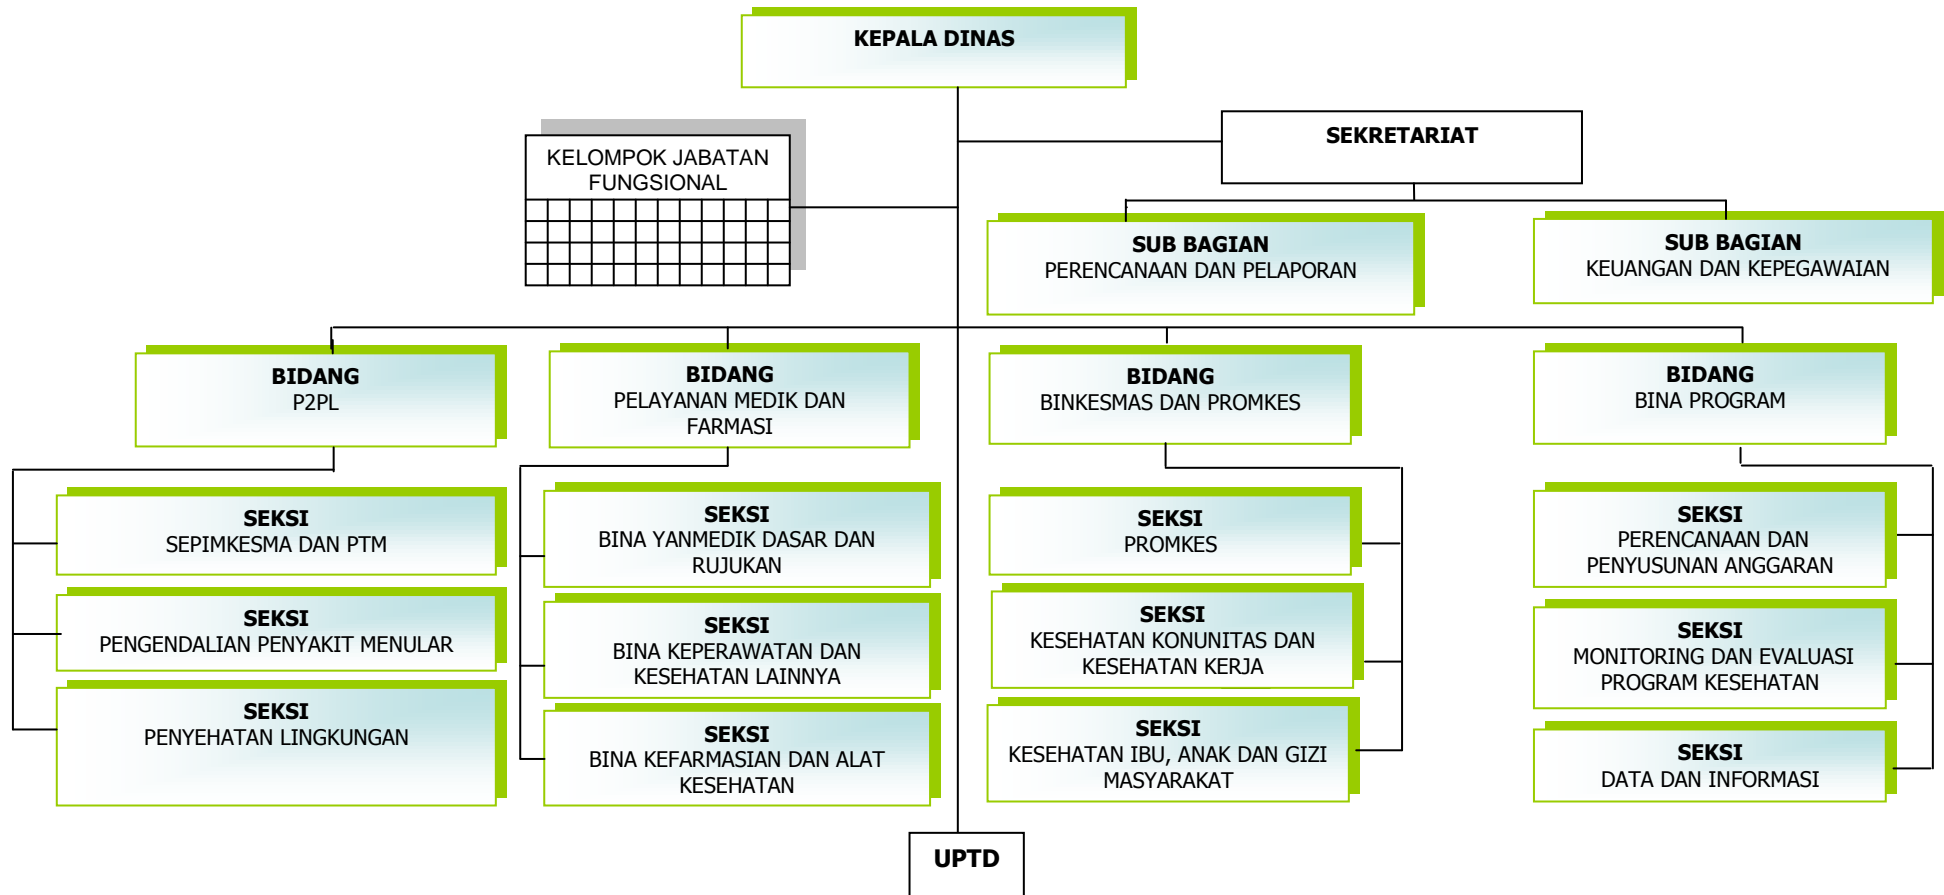 KEPALA DINAS
SEKRETARIAT
KELOMPOK JABATAN
FUNGSIONAL
SUB BAGIAN
PERENCANAAN DAN PELAPORAN
SUB BAGIAN
KEUANGAN DAN KEPEGAWAIAN
BIDANG
P2PL
BIDANG
PELAYANAN MEDIK DAN
FARMASI
BIDANG
BINKESMAS DAN PROMKES
BIDANG
BINA PROGRAM
SEKSI
SEPIMKESMA DAN PTM
SEKSI
PENGENDALIAN PENYAKIT MENULAR
SEKSI
PENYEHATAN LINGKUNGAN
SEKSI
BINA YANMEDIK DASAR DAN
RUJUKAN
SEKSI
BINA KEPERAWATAN DAN
KESEHATAN LAINNYA
SEKSI
BINA KEFARMASIAN DAN ALAT
KESEHATAN
SEKSI
PROMKES
SEKSI
KESEHATAN KONUNITAS DAN
KESEHATAN KERJA
SEKSI
KESEHATAN IBU, ANAK DAN GIZI
MASYARAKAT
SEKSI
PERENCANAAN DAN
PENYUSUNAN ANGGARAN
SEKSI
MONITORING DAN EVALUASI
PROGRAM KESEHATAN
SEKSI
DATA DAN INFORMASI
UPTD